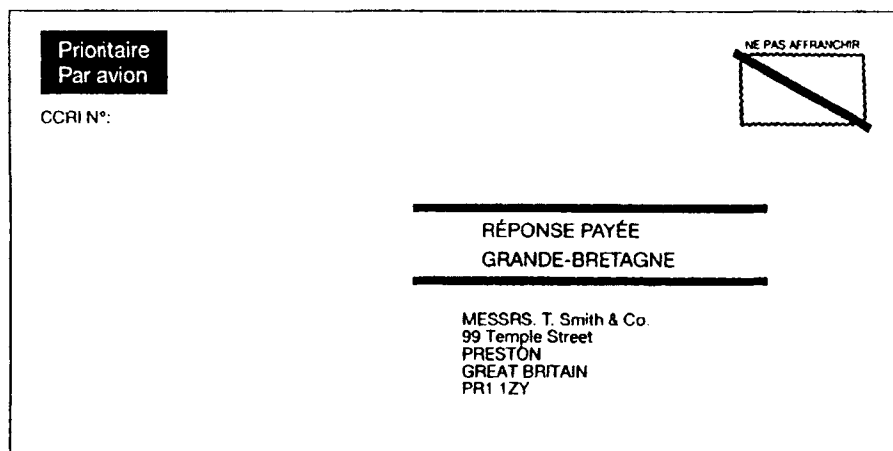 Prioritaire
Par avion
NE PAS AFFRANCHIR
CCRI N°:
RÉPONSE PAYÉE
GRANDE-BRETAGNE
MESSRS. T. Smith & Co.
99 Temple Street
PRESTON
GREAT BRITAIN
PR1 1ZY